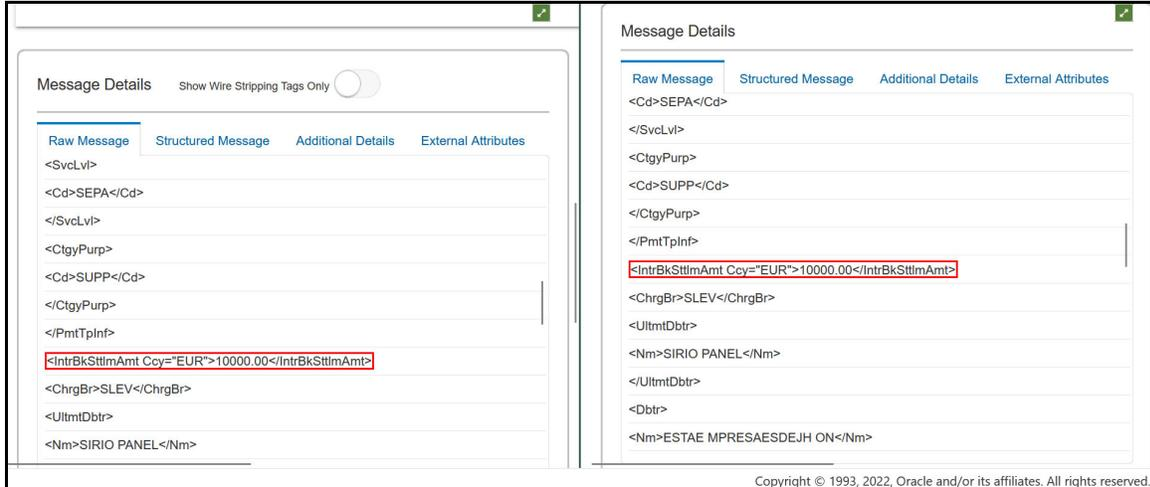 Message Details Show Wire Stripping Tags Only
Raw Message Structured Message Additional Details External Attributes
<SvcLvl>
<Cd>SEPA</Cd>
</SvcLvl>
<CtgyPurp>
<Cd>SUPP</Cd>
</CtgyPurp>
</PmtTpInf>
<IntrBkSttlmAmt Ccy="EUR">10000.00</IntrBkSttlmAmt>
<ChrgBr>SLEV</ChrgBr>
<UltmtDbtr>
<Nm>SIRIO PANEL</Nm>
Message Details
Raw Message Structured Message Additional Details External Attributes
<Cd>SEPA</Cd>
</SvcLvl>
<CtgyPurp>
<Cd>SUPP</Cd>
</CtgyPurp>
</PmtTpInf>
<IntrBkSttlmAmt Ccy="EUR">10000.00</IntrBkSttlmAmt>
<ChrgBr>SLEV</ChrgBr>
<UltmtDbtr>
<Nm>SIRIO PANEL</Nm>
</UltmtDbtr>
<Dbtr>
<Nm>ESTAE MPRESAESDEJH ON</Nm>
Copyright © 1993, 2022, Oracle and/or its affiliates. All rights reserved.